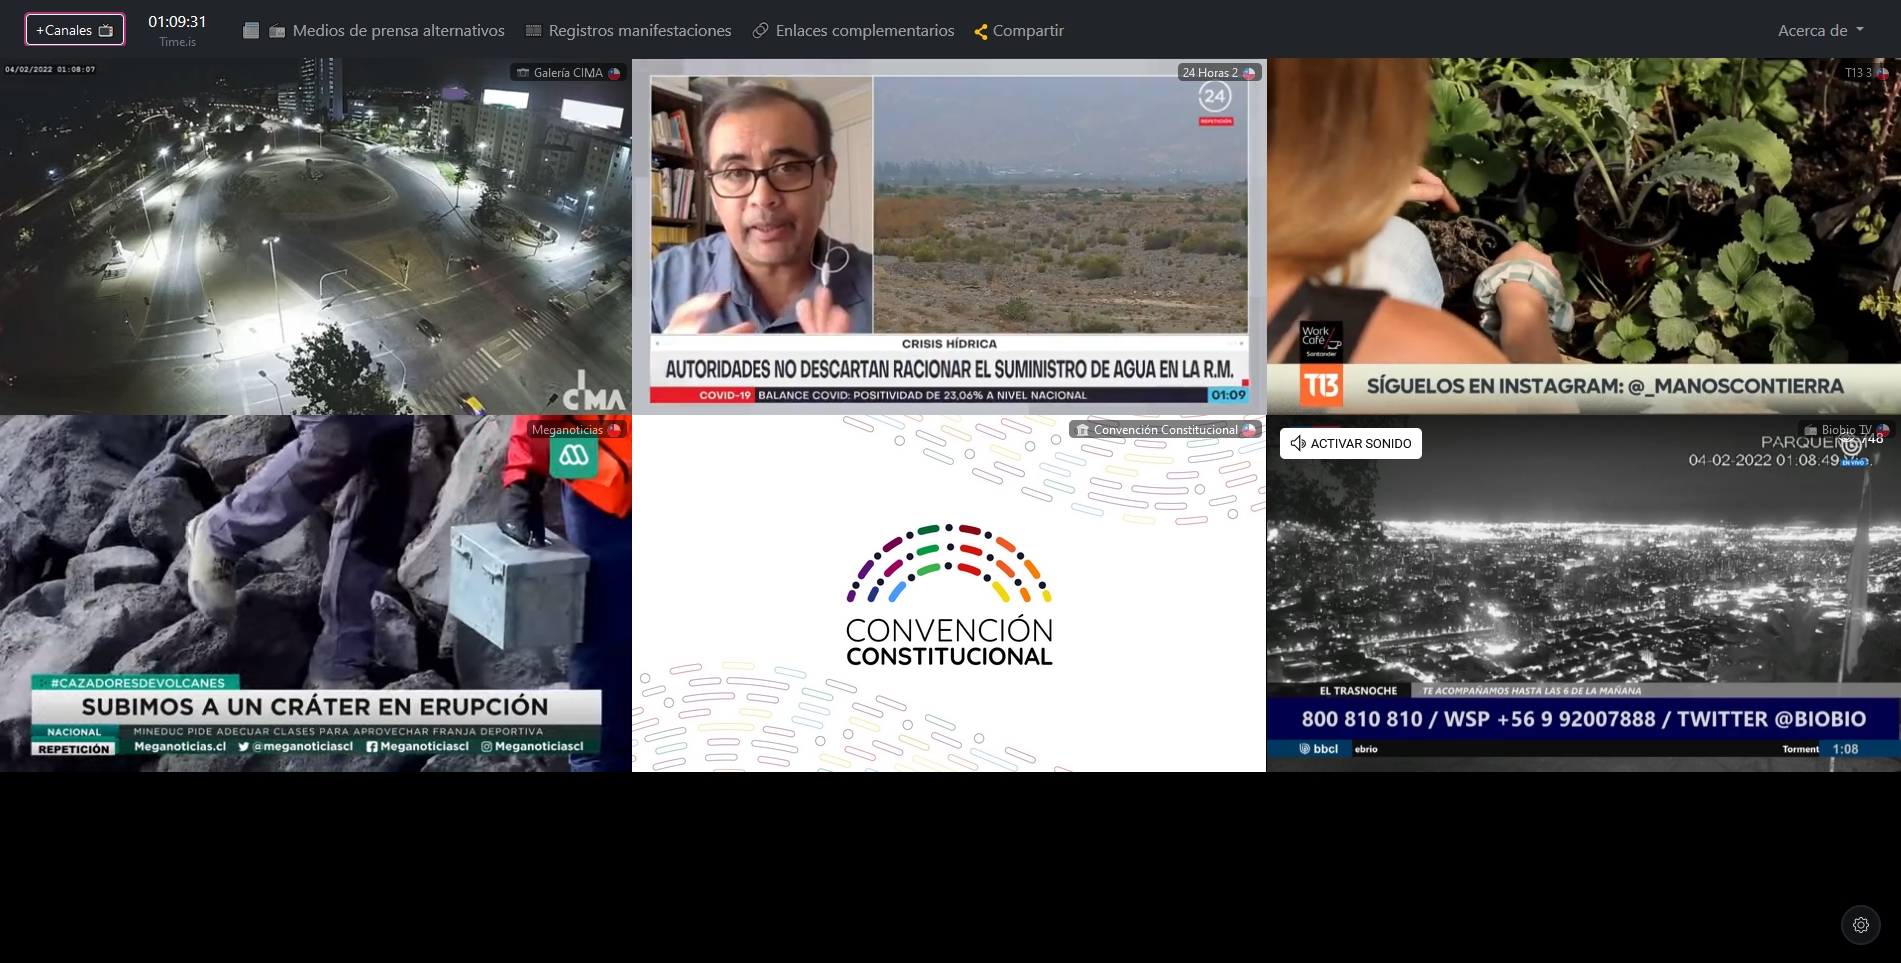 +Canales
01:09:31
Time.is
Medios de prensa alternativos
Registros manifestaciones
Enlaces complementarios
Compartir
Acerca de
04/02/2022 01:08:07
Galería CIMA
CIMA
24 Horas 2
24
REPETICIÓN
CRISIS HÍDRICA
AUTORIDADES NO DESCARTAN RACIONAR EL SUMINISTRO DE AGUA EN LA R.M.
COVID-19 BALANCE COVID: POSITIVIDAD DE 23,06% A NIVEL NACIONAL 01:09
T13 3
Work
Café
Santander
T13 SÍGUELOS EN INSTAGRAM: @_MANOSCONTIERRA
Meganoticias
#CAZADORESDEVOLCANES
SUBIMOS A UN CRÁTER EN ERUPCIÓN
NACIONAL MINEDUC PIDE ADECUAR CLASES PARA APROVECHAR FRANJA DEPORTIVA
REPETICIÓN Meganoticias.cl @meganoticiascl Meganoticiascl Meganoticiascl
Convención Constitucional
CONVENCIÓN
CONSTITUCIONAL
ACTIVAR SONIDO
Biobio TV
04-02-2022 01:08:49
EN VIVO
EL TRASNOCHE TE ACOMPAÑAMOS HASTA LAS 6 DE LA MAÑANA
800 810 810 / WSP +56 9 92007888 / TWITTER @BIOBIO
bbcl ebrio Torment 1:08